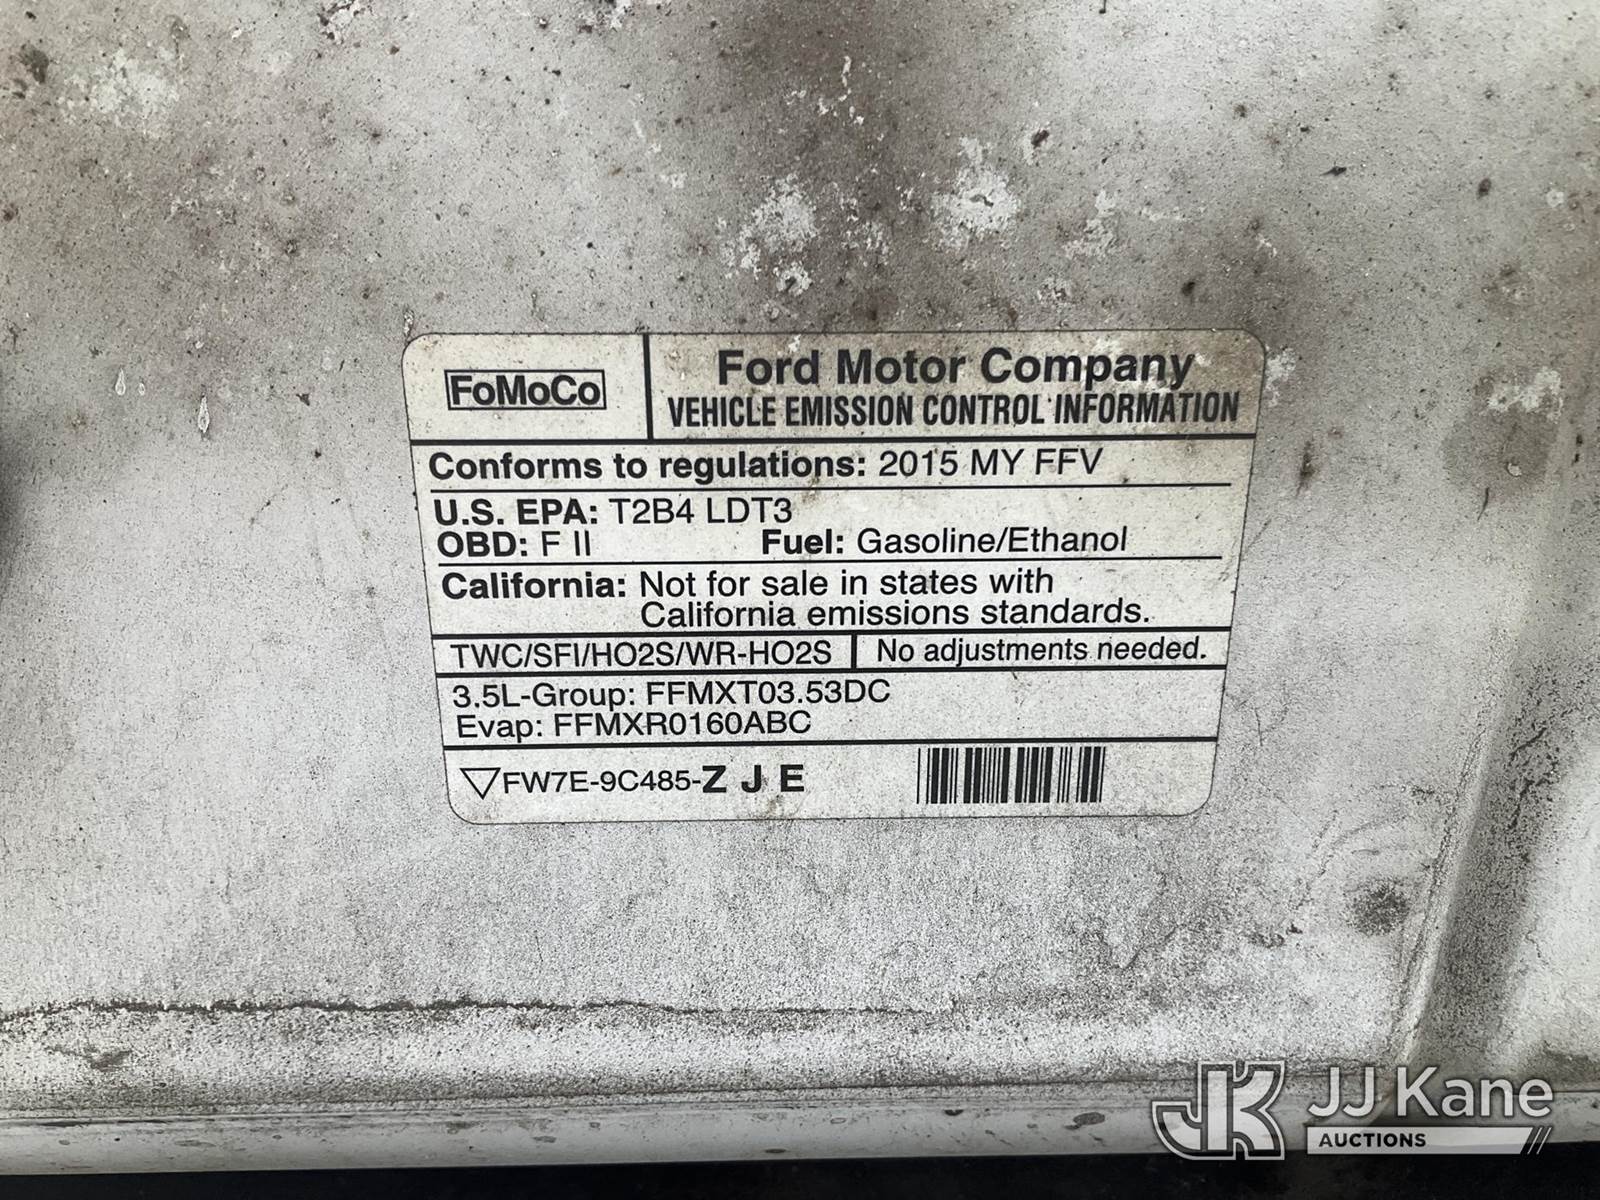 FoMoCo
Ford Motor Company
VEHICLE EMISSION CONTROL INFORMATION
Conforms to regulations: 2015 MY FFV
U.S. EPA: T2B4 LDT3
OBD: F II Fuel: Gasoline/Ethanol
California: Not for sale in states with
California emissions standards.
TWC/SFI/HO2S/WR-HO2S No adjustments needed.
3.5L-Group: FFMXT03.53DC
Evap: FFMXR0160ABC
FW7E-9C485-Z J E
JK JJ Kane
AUCTIONS